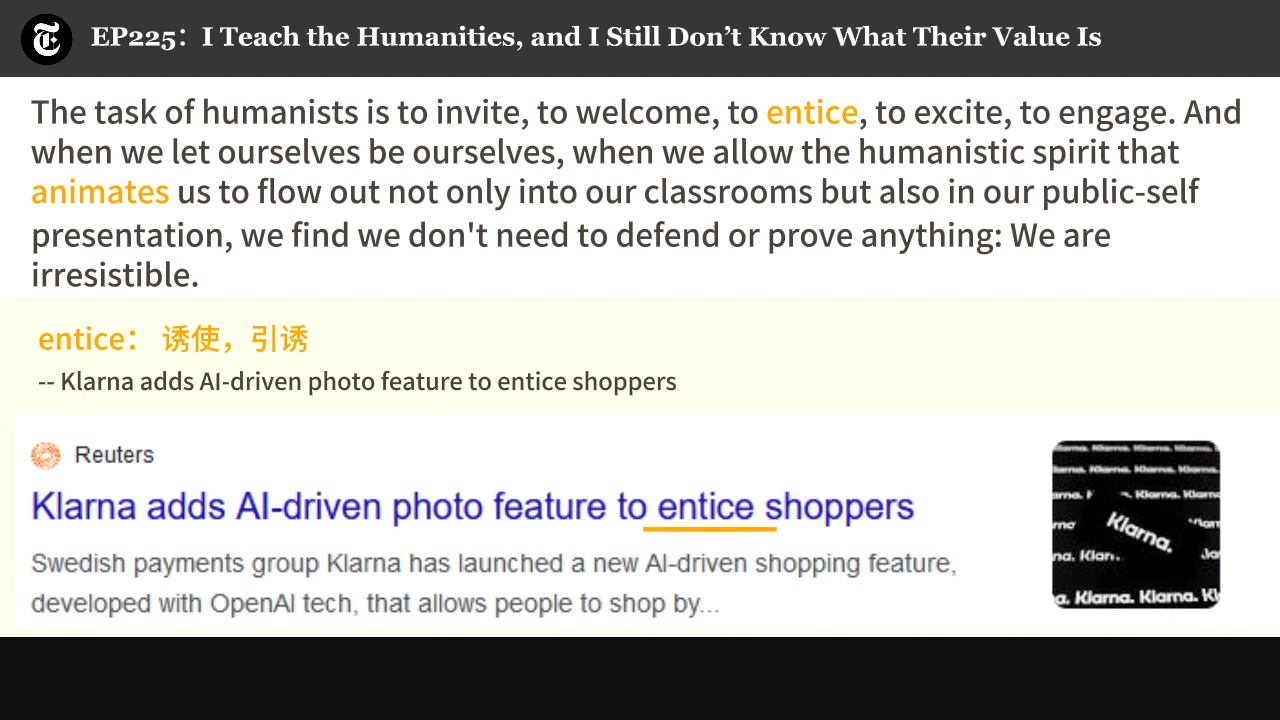 EP225：I Teach the Humanities, and I Still Don’t Know What Their Value Is
The task of humanists is to invite, to welcome, to entice, to excite, to engage. And
when we let ourselves be ourselves, when we allow the humanistic spirit that
animates us to flow out not only into our classrooms but also in our public-self
presentation, we find we don't need to defend or prove anything: We are
irresistible.
entice： 诱使，引诱
-- Klarna adds AI-driven photo feature to entice shoppers
Reuters
Klarna adds AI-driven photo feature to entice shoppers
Swedish payments group Klarna has launched a new AI-driven shopping feature,
developed with OpenAI tech, that allows people to shop by...
Klarna.
Klarna. Klarna.